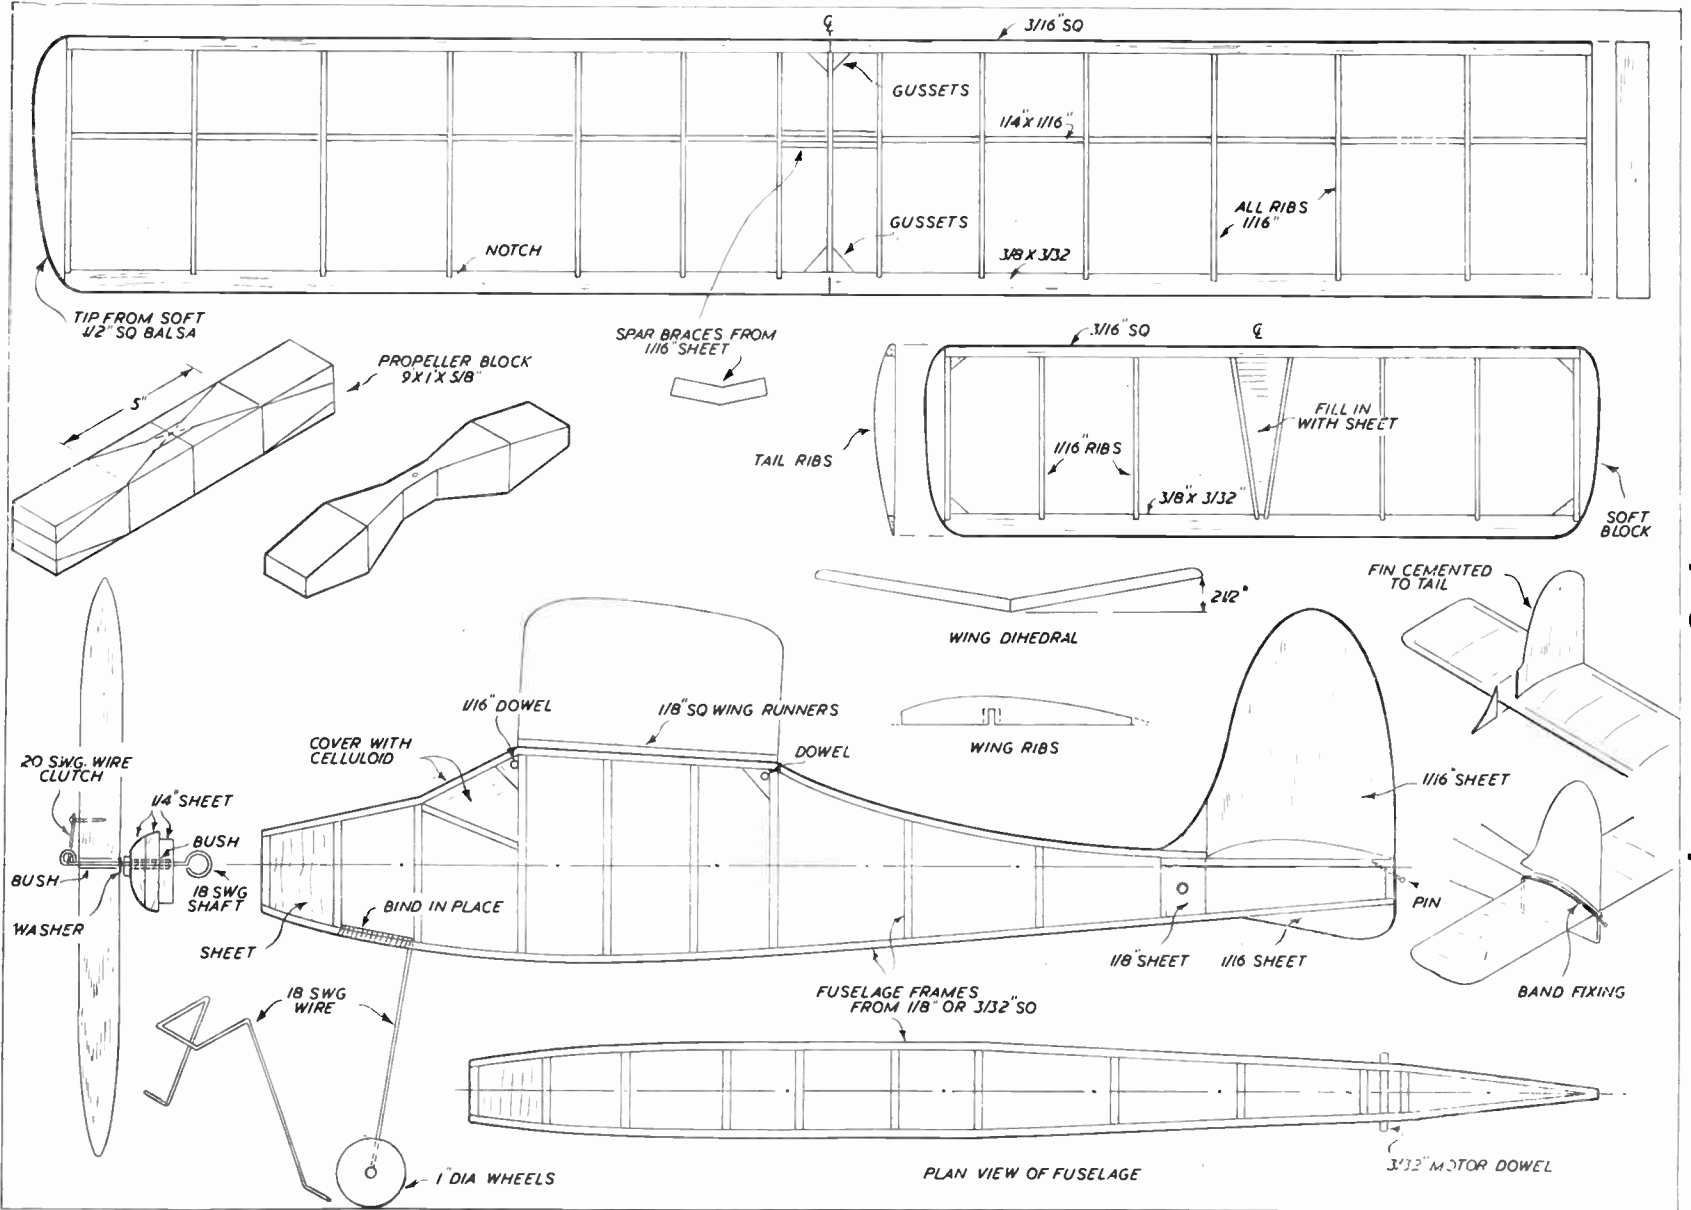 ℄
3/16" SQ
GUSSETS
1/4" X 1/16"
ALL RIBS
1/16"
GUSSETS
NOTCH
3/8 X 3/32
TIP FROM SOFT
1/2" SQ BALSA
SPAR BRACES FROM
1/16" SHEET
PROPELLER BLOCK
9 X 1 X 5/8"
5"
3/16" SQ
℄
FILL IN
WITH SHEET
TAIL RIBS
1/16" RIBS
3/8" X 3/32"
SOFT
BLOCK
FIN CEMENTED
TO TAIL
2 1/2"
WING DIHEDRAL
1/16" DOWEL
1/8" SQ WING RUNNERS
WING RIBS
COVER WITH
CELLULOID
DOWEL
20 S.W.G. WIRE
CLUTCH
1/4" SHEET
1/16" SHEET
BUSH
BUSH
18 SWG
SHAFT
BIND IN PLACE
PIN
WASHER
SHEET
1/8" SHEET
1/16 SHEET
18 SWG
WIRE
FUSELAGE FRAMES
FROM 1/8" OR 3/32" SQ
BAND FIXING
1" DIA WHEELS
PLAN VIEW OF FUSELAGE
3/32" MOTOR DOWEL